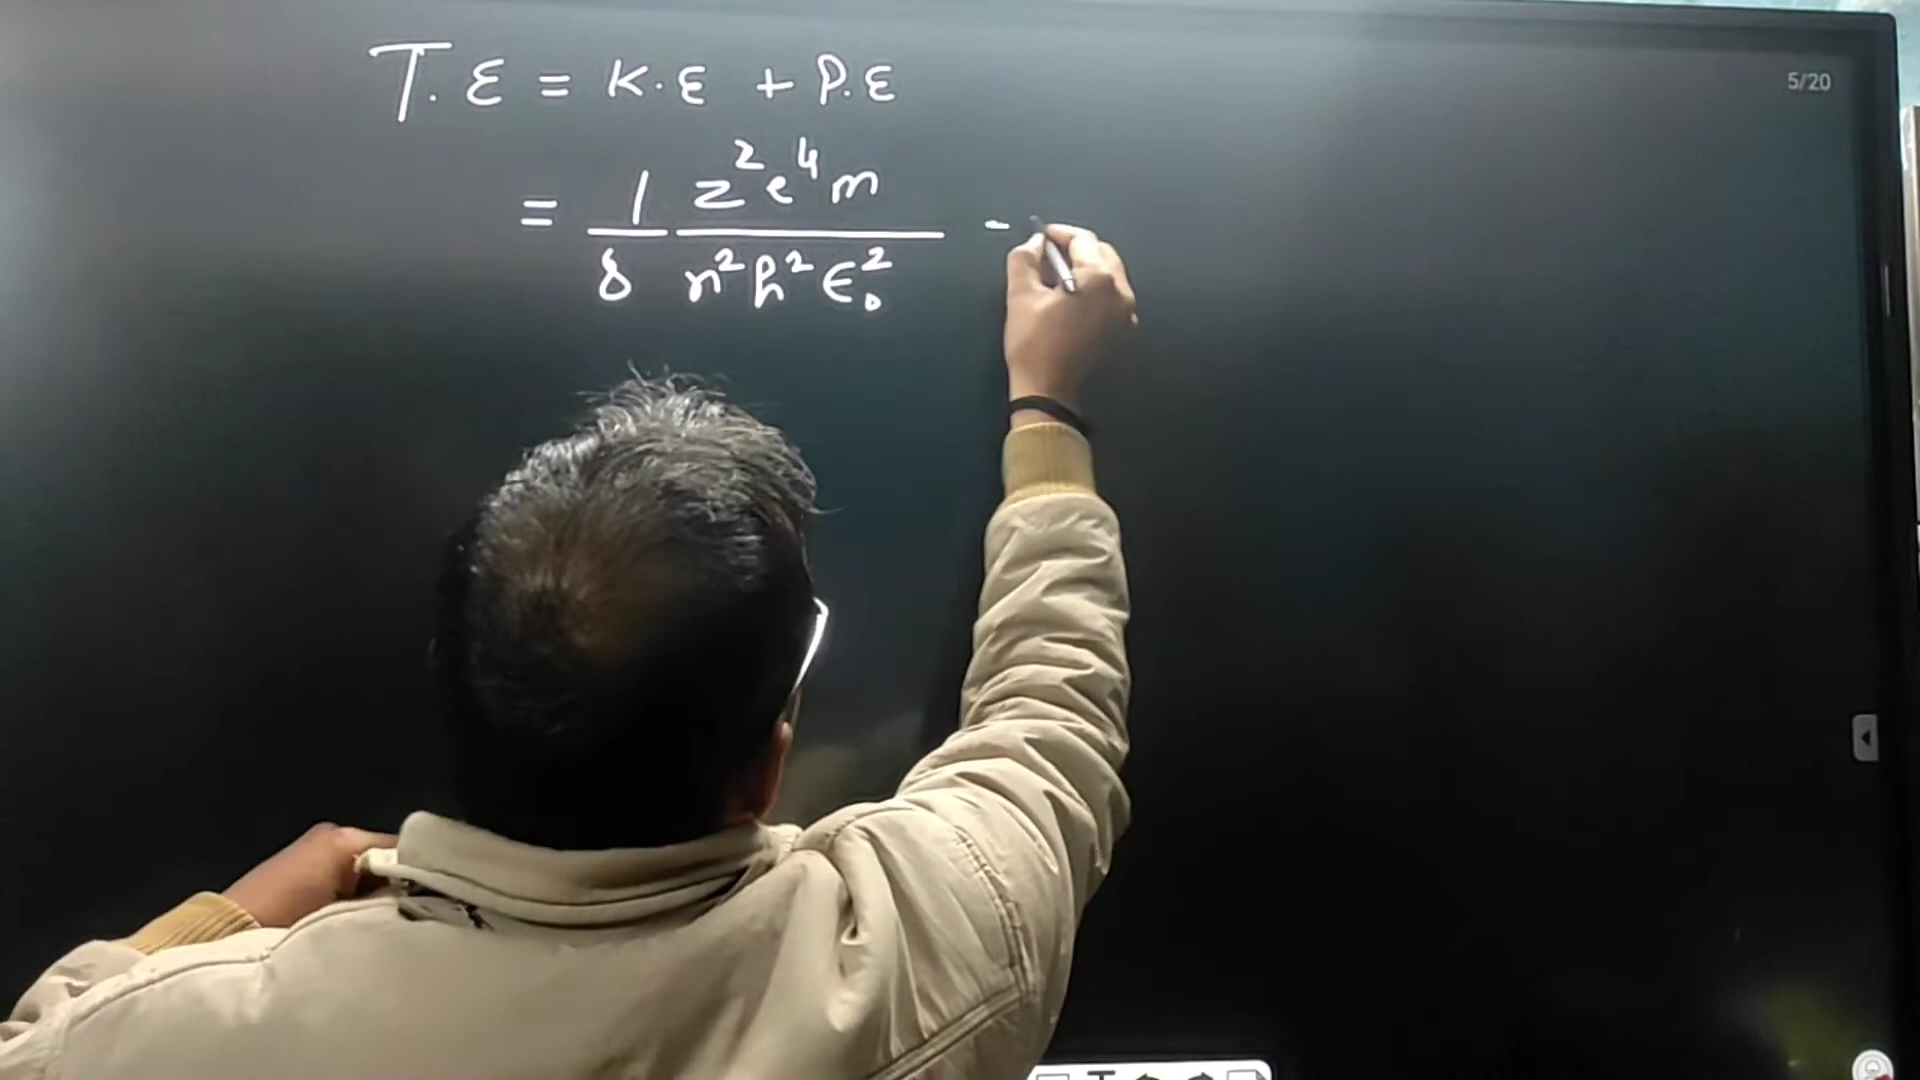 T.E = K.E + P.E
5/20
= 1/8 z²e⁴m / n²h²ϵ₀² -